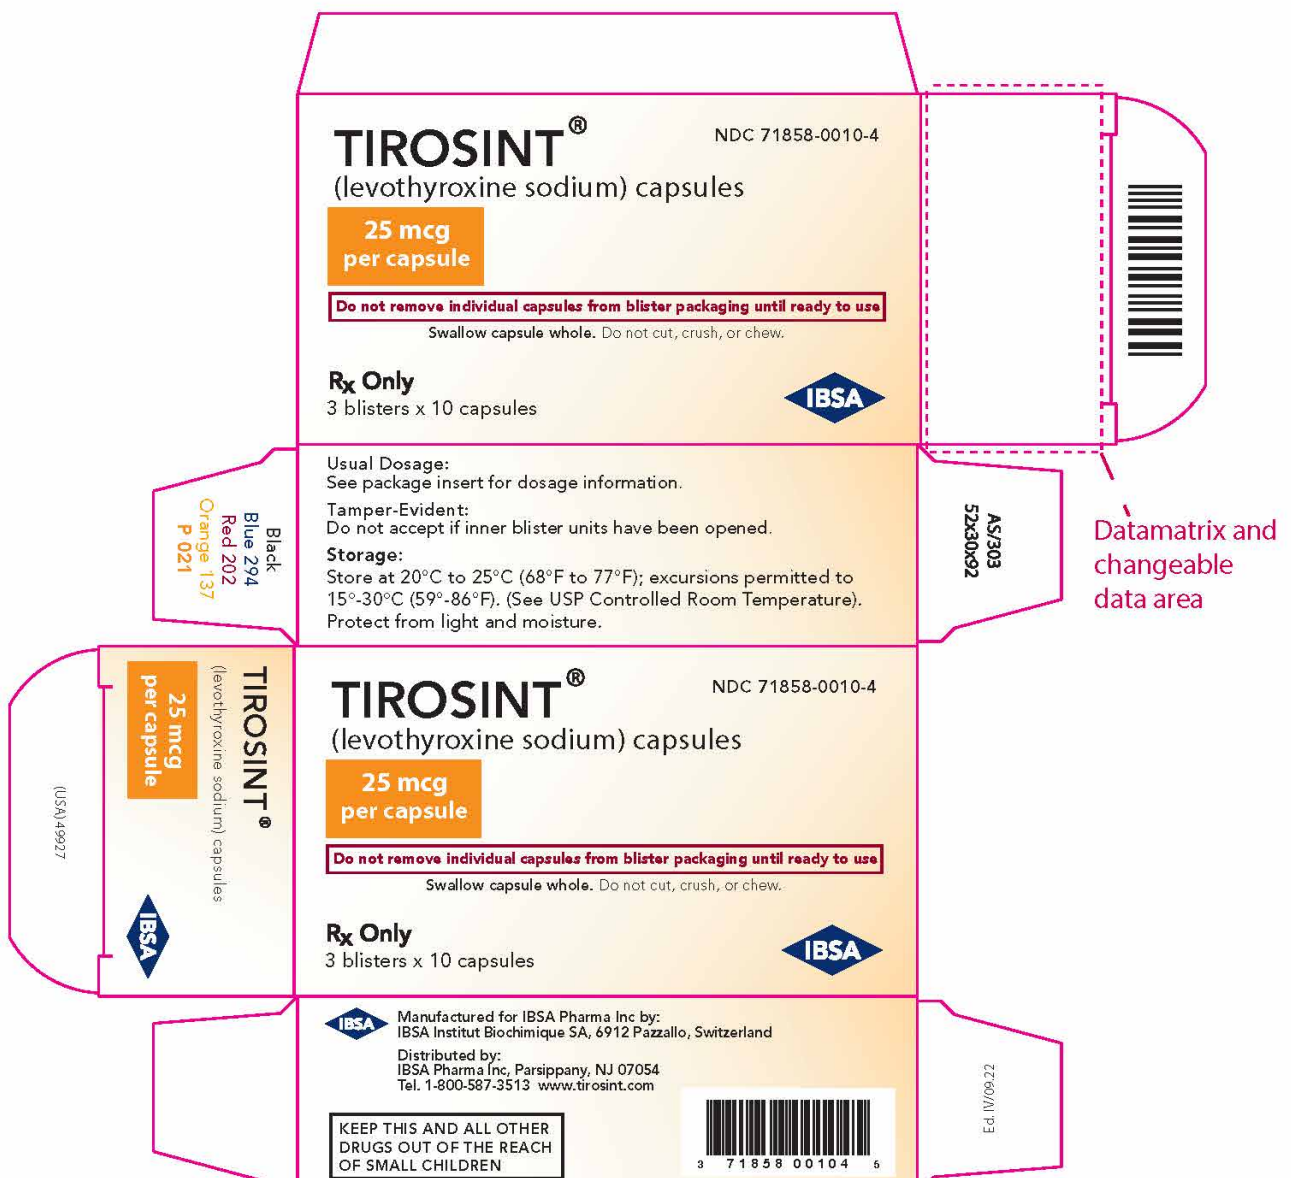 TIROSINT®
NDC 71858-0010-4
(levothyroxine sodium) capsules
25 mcg
per capsule
Do not remove individual capsules from blister packaging until ready to use
Swallow capsule whole. Do not cut, crush, or chew.
Rx Only
3 blisters x 10 capsules
IBSA
Usual Dosage:
See package insert for dosage information.
Tamper-Evident:
Do not accept if inner blister units have been opened.
Storage:
Store at 20°C to 25°C (68°F to 77°F); excursions permitted to
15°-30°C (59°-86°F). (See USP Controlled Room Temperature).
Protect from light and moisture.
Black
Blue 294
Red 202
Orange 137
P 021
AS/303
52x30x92
Datamatrix and
changeable
data area
TIROSINT®
(levothyroxine sodium) capsules
25 mcg
per capsule
IBSA
(USA)49927
TIROSINT®
NDC 71858-0010-4
(levothyroxine sodium) capsules
25 mcg
per capsule
Do not remove individual capsules from blister packaging until ready to use
Swallow capsule whole. Do not cut, crush, or chew.
Rx Only
3 blisters x 10 capsules
IBSA
IBSA
Manufactured for IBSA Pharma Inc by:
IBSA Institut Biochimique SA, 6912 Pazzallo, Switzerland
Distributed by:
IBSA Pharma Inc, Parsippany, NJ 07054
Tel. 1-800-587-3513 www.tirosint.com
KEEP THIS AND ALL OTHER
DRUGS OUT OF THE REACH
OF SMALL CHILDREN
3 71858 00104 5
Ed. IV/09.22